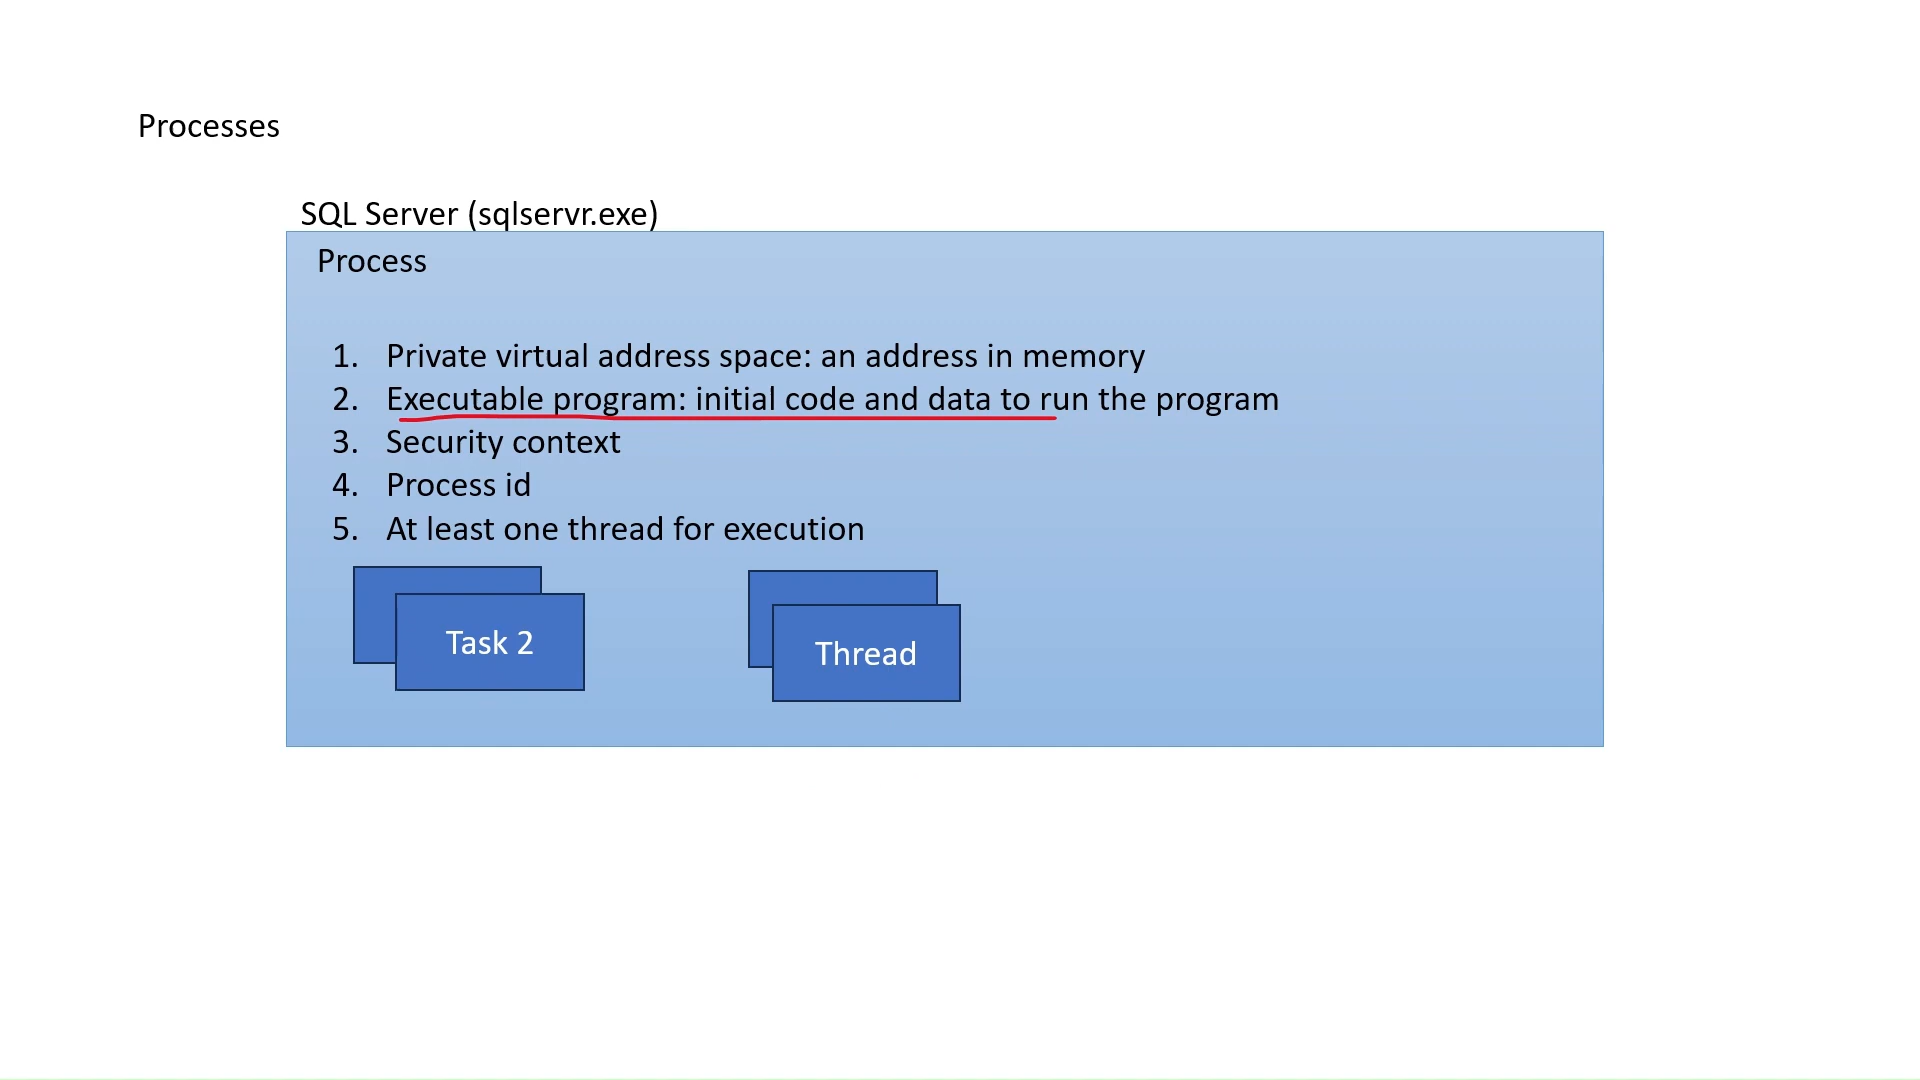 Processes
SQL Server (sqlservr.exe)
Process
1. Private virtual address space: an address in memory
2. Executable program: initial code and data to run the program
3. Security context
4. Process id
5. At least one thread for execution
Task 2
Thread